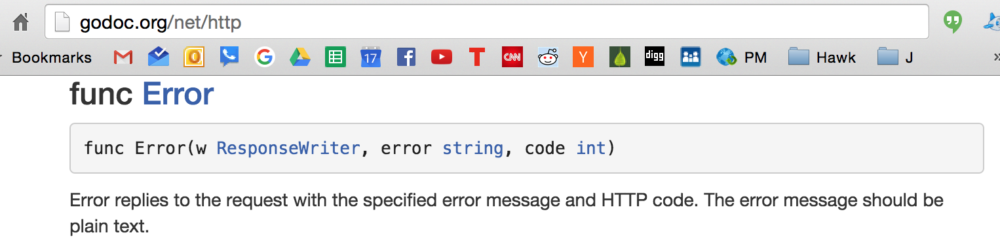 godoc.org/net/http
Bookmarks 17 CNN Y digg PM Hawk J »
func Error
func Error(w ResponseWriter, error string, code int)
Error replies to the request with the specified error message and HTTP code. The error message should be
plain text.